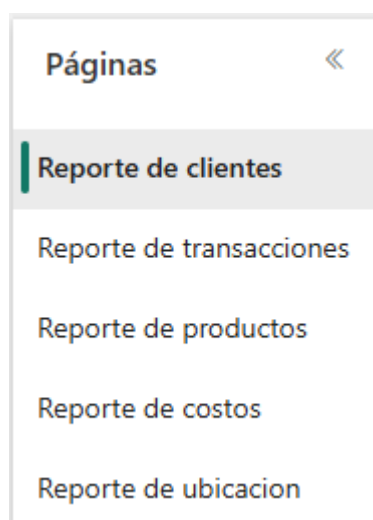 Páginas
Reporte de clientes
Reporte de transacciones
Reporte de productos
Reporte de costos
Reporte de ubicacion